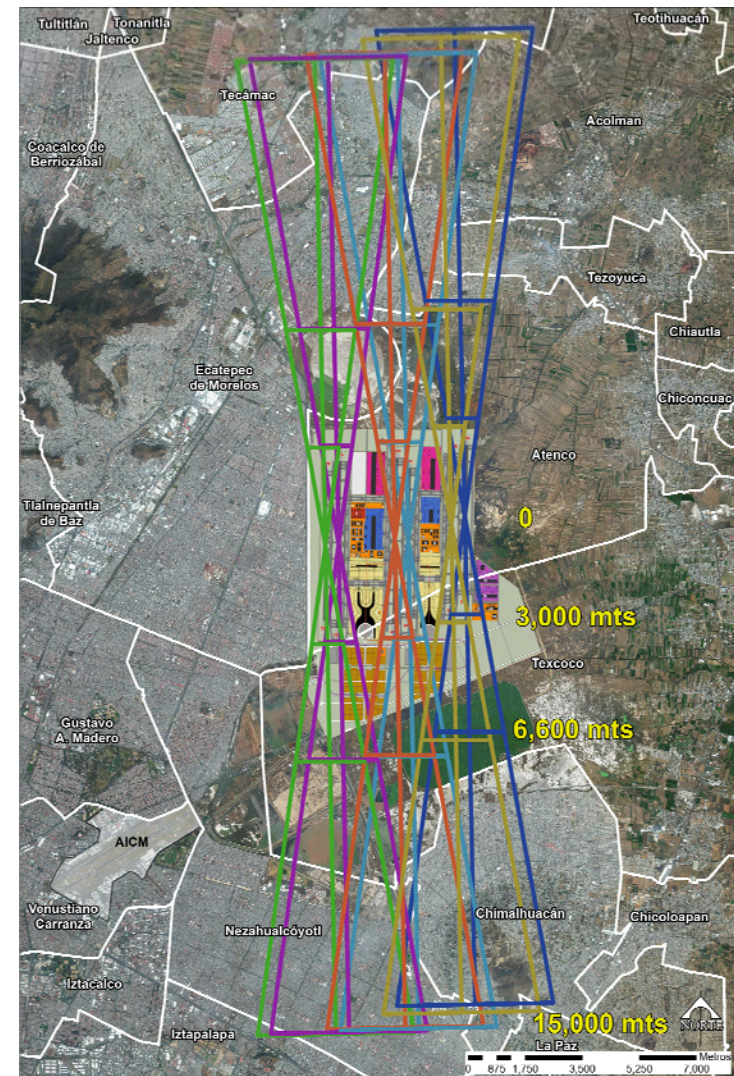 Tultitlán
Tonanitla
Jaltenco
Teotihuacán
Tecámac
Acolman
Coacalco de
Berriozábal
Tezoyuca
Chiautla
Ecatepec
de Morelos
Chiconcuac
Atenco
Tlalnepantla
de Baz
0
3,000 mts
Texcoco
Gustavo
A. Madero
6,600 mts
AICM
Venustiano
Carranza
Nezahualcóyotl
Chimalhuacán
Chicoloapan
Iztacalco
Iztapalapa
15,000 mts
NORTE
La Paz
Metros
0 875 1,750 3,500 5,250 7,000